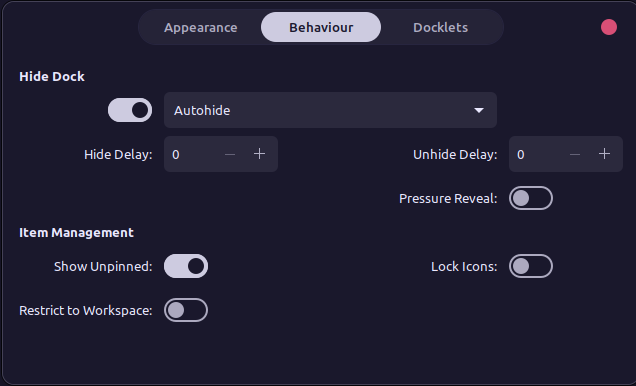 Appearance Behaviour Docklets
Hide Dock
Autohide
Hide Delay: 0 Unhide Delay: 0
Pressure Reveal:
Item Management
Show Unpinned: Lock Icons:
Restrict to Workspace: